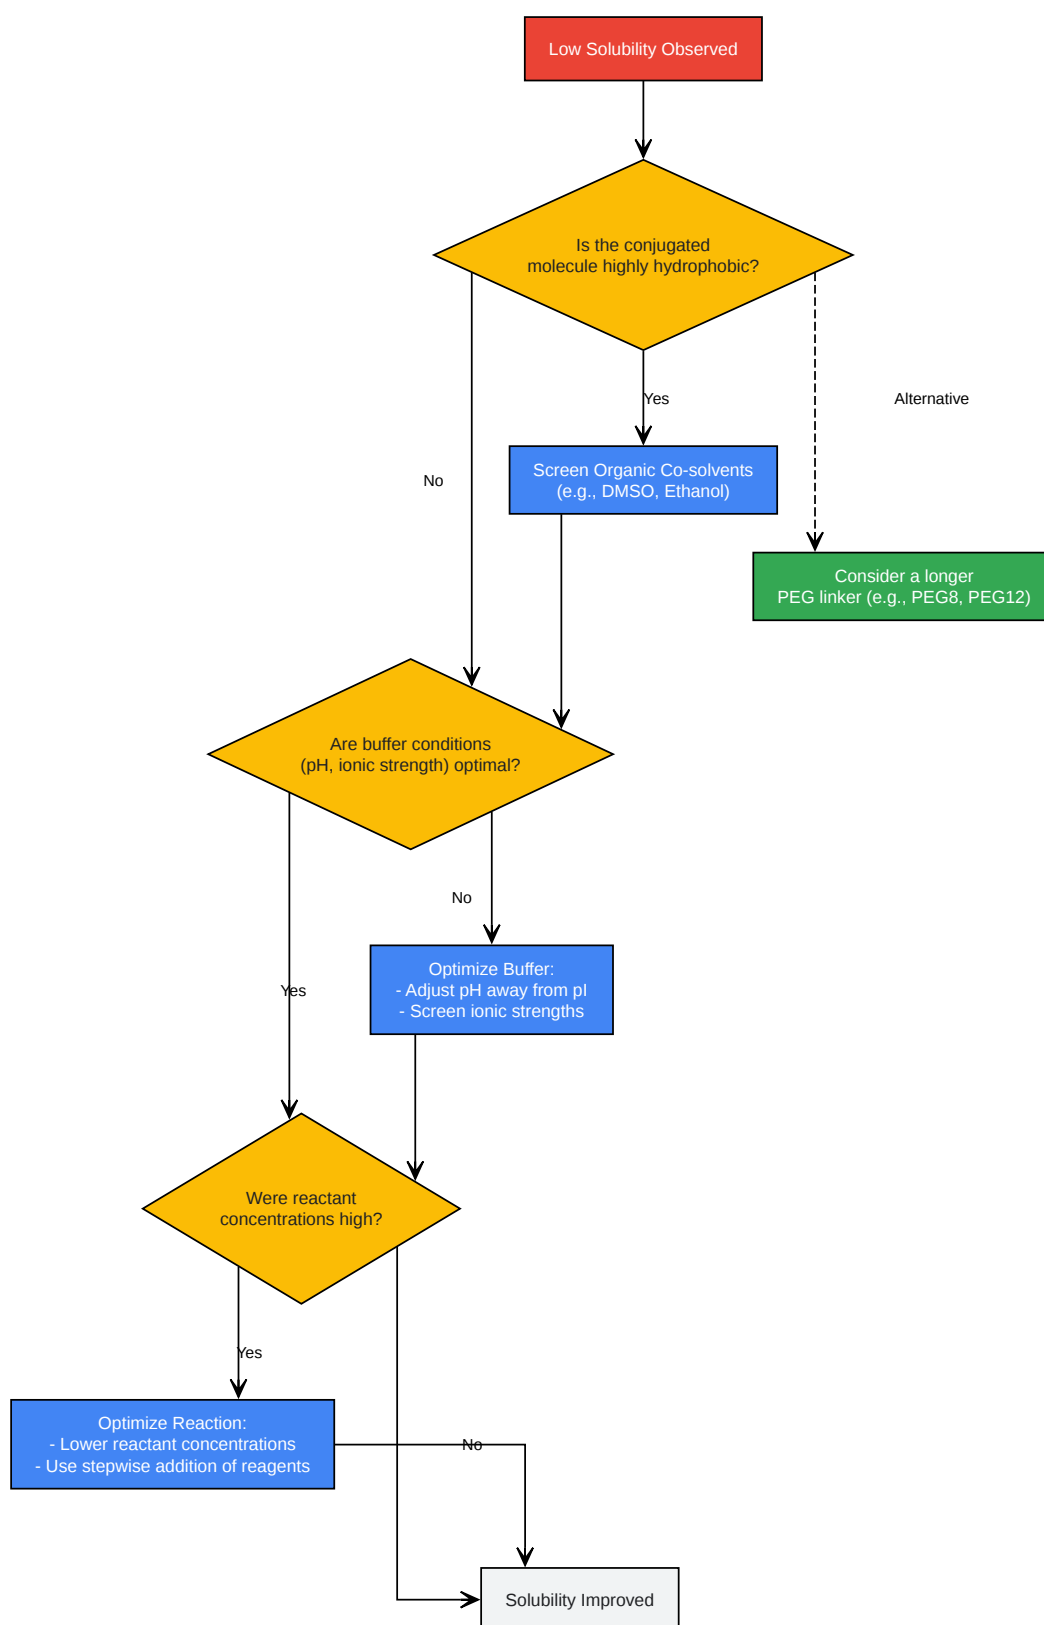 Low Solubility Observed
Is the conjugated
molecule highly hydrophobic?
Yes
Alternative
No
Screen Organic Co-solvents
(e.g., DMSO, Ethanol)
Consider a longer
PEG linker (e.g., PEG8, PEG12)
Are buffer conditions
(pH, ionic strength) optimal?
No
Yes
Optimize Buffer:
- Adjust pH away from pI
- Screen ionic strengths
Were reactant
concentrations high?
Yes
Optimize Reaction:
- Lower reactant concentrations
- Use stepwise addition of reagents
No
Solubility Improved